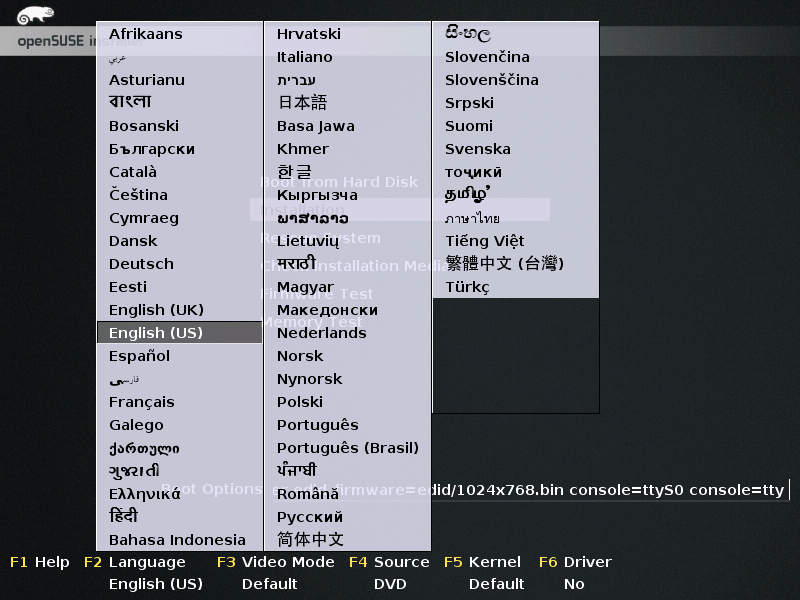 openSUSE installer
Afrikaans
عربي
Asturianu
বাংলা
Bosanski
Български
Català
Čeština
Cymraeg
Dansk
Deutsch
Eesti
English (UK)
English (US)
Español
فارسی
Français
Galego
ქართული
ગુજરાતી
Ελληνικά
हिंदी
Bahasa Indonesia
Hrvatski
Italiano
עברית
日本語
Basa Jawa
Khmer
한글
Кыргызча
ພາສາລາວ
Lietuvių
मराठी
Magyar
Македонски
Nederlands
Norsk
Nynorsk
Polski
Português
Português (Brasil)
ਪੰਜਾਬੀ
Română
Русский
简体中文
සිංහල
Slovenčina
Slovenščina
Srpski
Suomi
Svenska
тоҷикӣ
தமிழ்
ภาษาไทย
Tiếng Việt
繁體中文 (台灣)
Türkç
Boot from Hard Disk
Installation
Rescue System
Check Installation Media
Firmware Test
Memory Test
Boot Options edid_firmware=edid/1024x768.bin console=ttyS0 console=tty
F1 Help F2 Language F3 Video Mode F4 Source F5 Kernel F6 Driver
English (US) Default DVD Default No